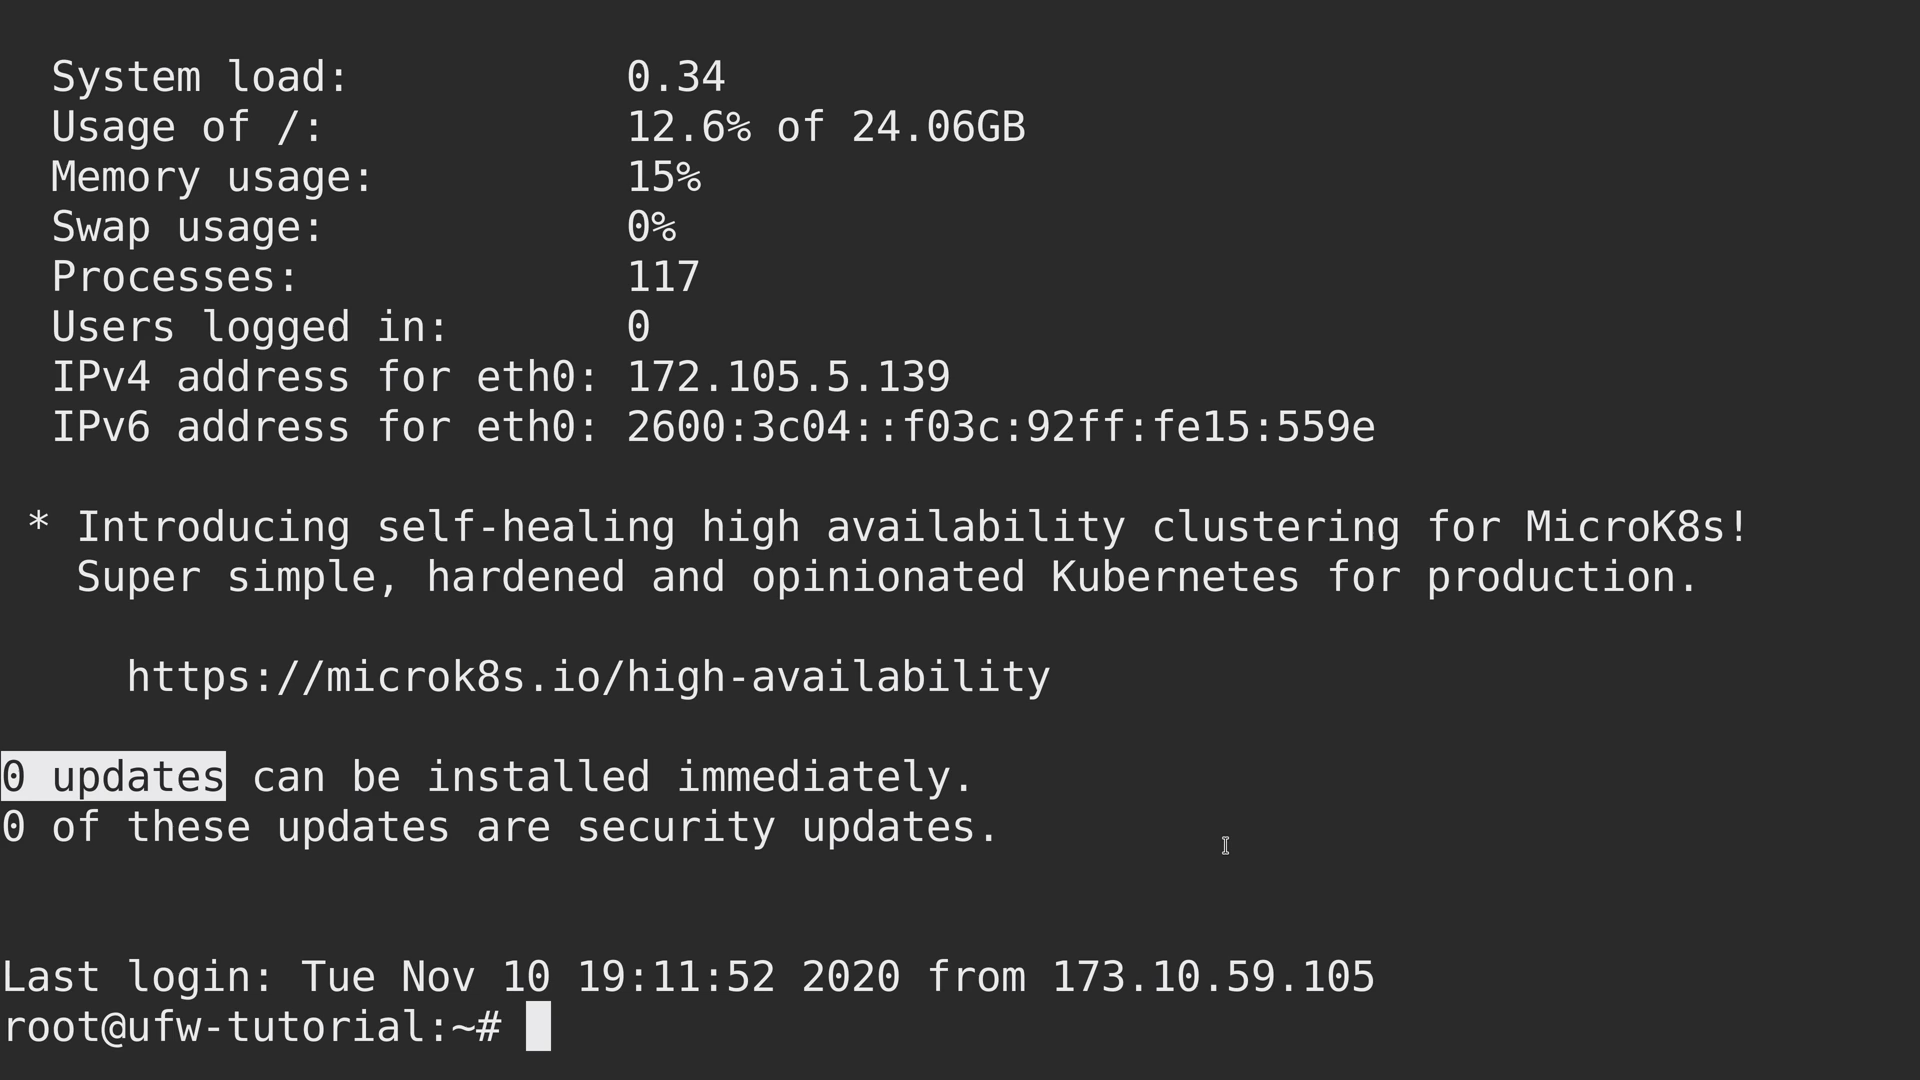 System load:           0.34
Usage of /:            12.6% of 24.06GB
Memory usage:          15%
Swap usage:            0%
Processes:             117
Users logged in:       0
IPv4 address for eth0: 172.105.5.139
IPv6 address for eth0: 2600:3c04::f03c:92ff:fe15:559e
* Introducing self-healing high availability clustering for MicroK8s!
Super simple, hardened and opinionated Kubernetes for production.
https://microk8s.io/high-availability
0 updates can be installed immediately.
0 of these updates are security updates.
Last login: Tue Nov 10 19:11:52 2020 from 173.10.59.105
root@ufw-tutorial:~#